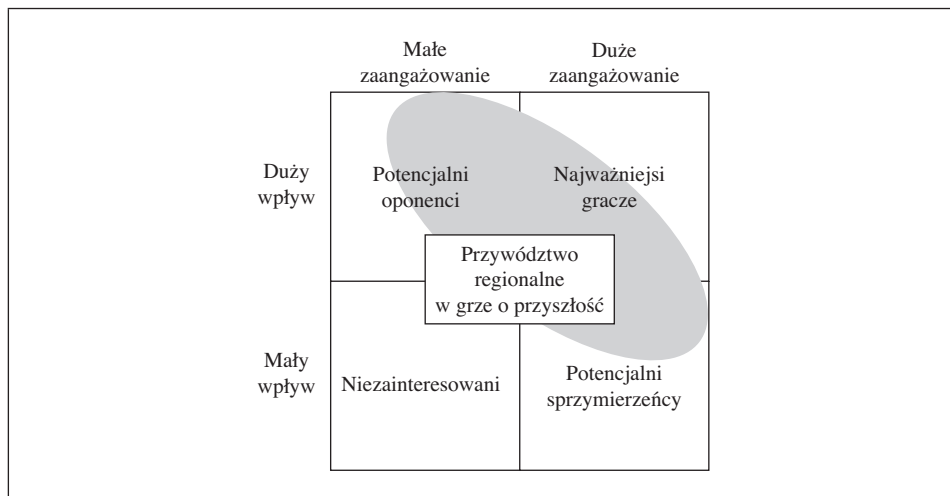 Małe
zaangażowanie
Duże
zaangażowanie
Duży
wpływ
Potencjalni
oponenci
Najważniejsi
gracze
Przywództwo
regionalne
w grze o przyszłość
Mały
wpływ
Niezainteresowani
Potencjalni
sprzymierzeńcy